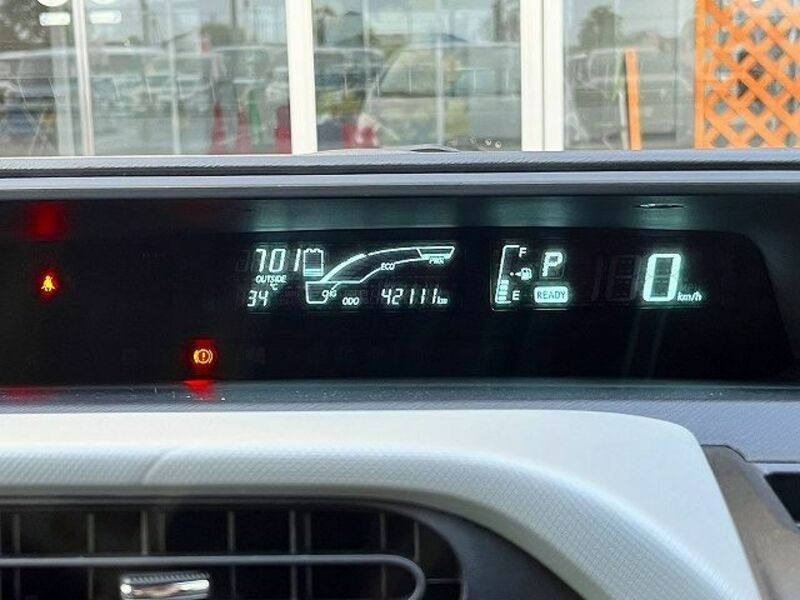 701
OUTSIDE
°C
34
ECO
PWR
ODO 42111 km
F
E
P
READY
0 km/h